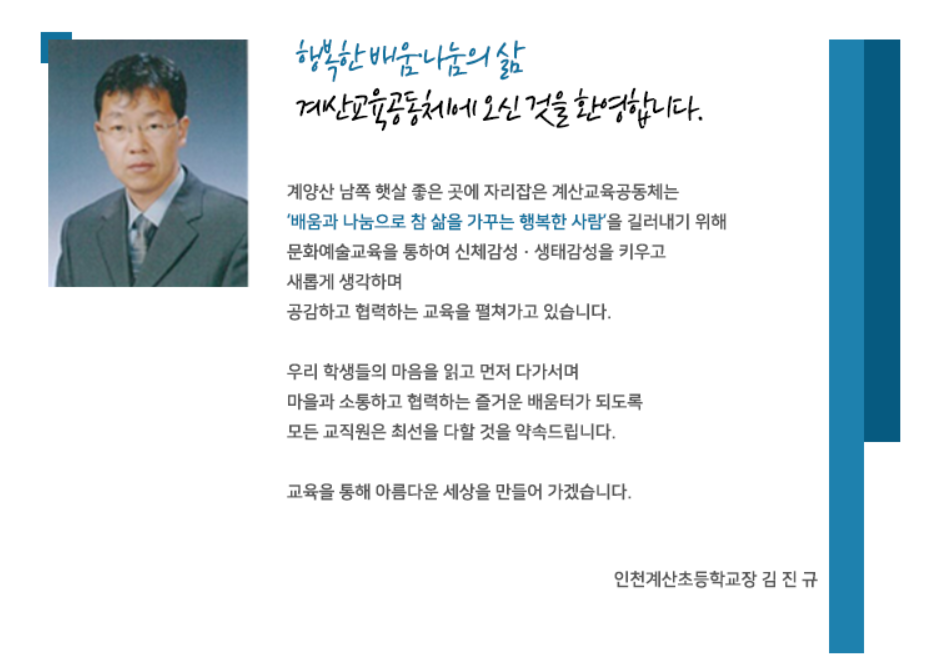 행복한 배움·나눔의 삶
계산교육공동체에 오신 것을 환영합니다.
계양산 남쪽 햇살 좋은 곳에 자리잡은 계산교육공동체는
‘배움과 나눔으로 참 삶을 가꾸는 행복한 사람’을 길러내기 위해
문화예술교육을 통하여 신체감성 · 생태감성을 키우고
새롭게 생각하며
공감하고 협력하는 교육을 펼쳐가고 있습니다.
우리 학생들의 마음을 읽고 먼저 다가서며
마을과 소통하고 협력하는 즐거운 배움터가 되도록
모든 교직원은 최선을 다할 것을 약속드립니다.
교육을 통해 아름다운 세상을 만들어 가겠습니다.
인천계산초등학교장 김 진 규